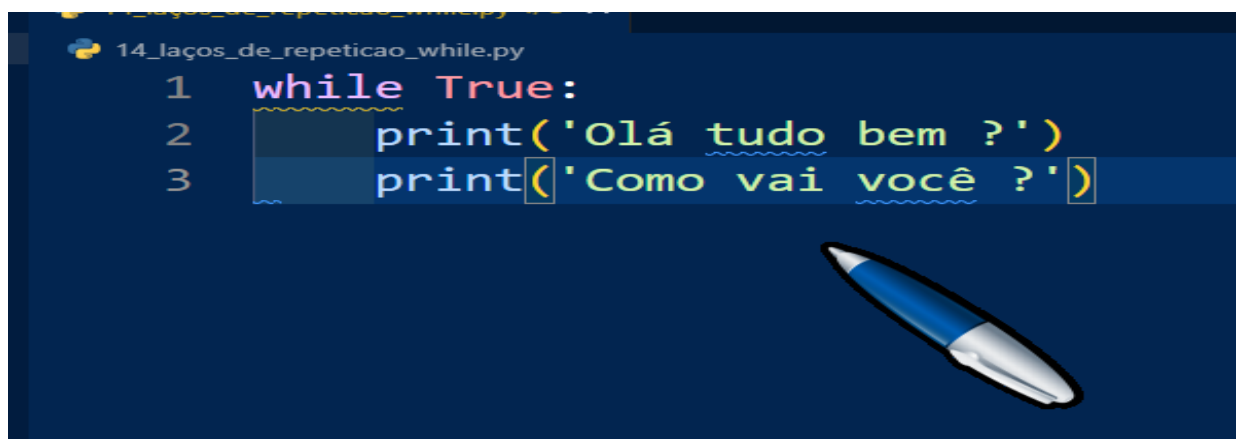 14_laços_de_repeticao_while.py
1 while True:
2 print('Olá tudo bem ?')
3 print('Como vai você ?')